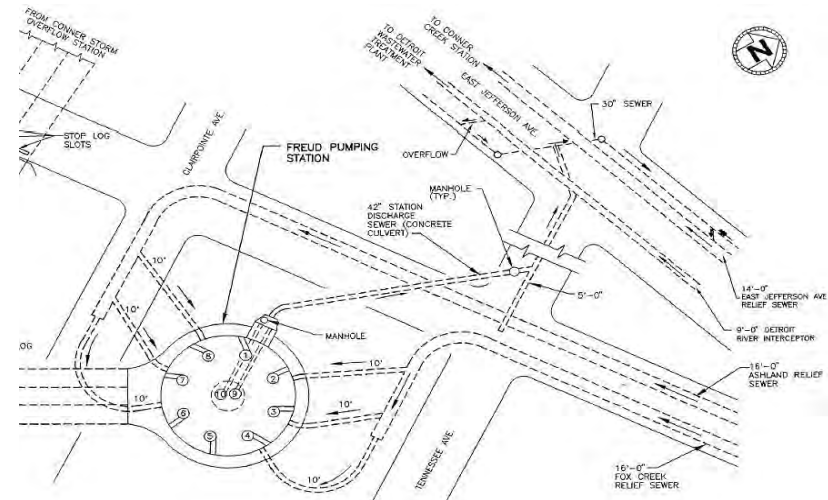 FROM CONNER STORM
OVERFLOW STATION
STOP LOG
SLOTS
CLAIRPOINTE AVE.
FREUD PUMPING
STATION
TO DETROIT
WASTEWATER
TREATMENT
PLANT
TO CONNER
CREEK STATION
EAST JEFFERSON AVE.
30" SEWER
N
OVERFLOW
MANHOLE
(TYP.)
42" STATION
DISCHARGE
SEWER (CONCRETE
CULVERT)
5'-0"
14'-0"
EAST JEFFERSON AVE
RELIEF SEWER
9'-0" DETROIT
RIVER INTERCEPTOR
16'-0"
ASHLAND RELIEF
SEWER
16'-0"
FOX CREEK
RELIEF SEWER
TENNESSEE AVE.
MANHOLE
OG
10'
10'
10'
10'
10'
10'
1
2
3
4
5
6
7
8
9
10